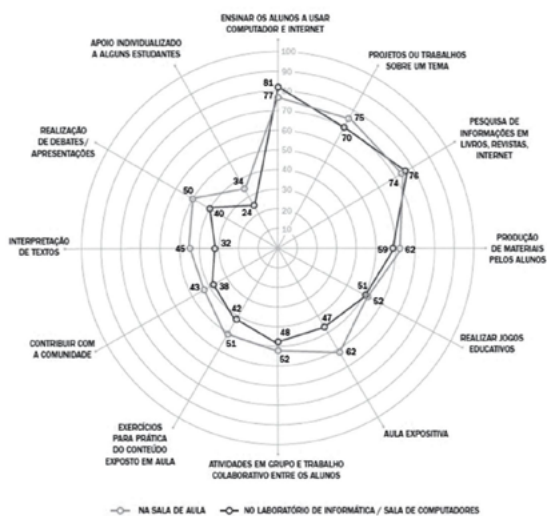 ENSINAR OS ALUNOS A USAR
COMPUTADOR E INTERNET
APOIO INDIVIDUALIZADO
A ALGUNS ESTUDANTES
PROJETOS OU TRABALHOS
SOBRE UM TEMA
REALIZAÇÃO
DE DEBATES /
APRESENTAÇÕES
PESQUISA DE
INFORMAÇÕES EM
LIVROS, REVISTAS,
INTERNET
INTERPRETAÇÃO
DE TEXTOS
PRODUÇÃO
DE MATERIAIS
PELOS ALUNOS
CONTRIBUIR COM
A COMUNIDADE
REALIZAR JOGOS
EDUCATIVOS
EXERCÍCIOS
PARA PRÁTICA
DO CONTEÚDO
EXPOSTO EM AULA
ATIVIDADES EM GRUPO E TRABALHO
COLABORATIVO ENTRE OS ALUNOS
AULA EXPOSITIVA
100
90
80
70
60
50
40
30
20
10
81
77
75
70
76
74
59
62
51
52
47
62
48
52
42
51
38
43
32
45
40
50
24
34
NA SALA DE AULA
NO LABORATÓRIO DE INFORMÁTICA / SALA DE COMPUTADORES